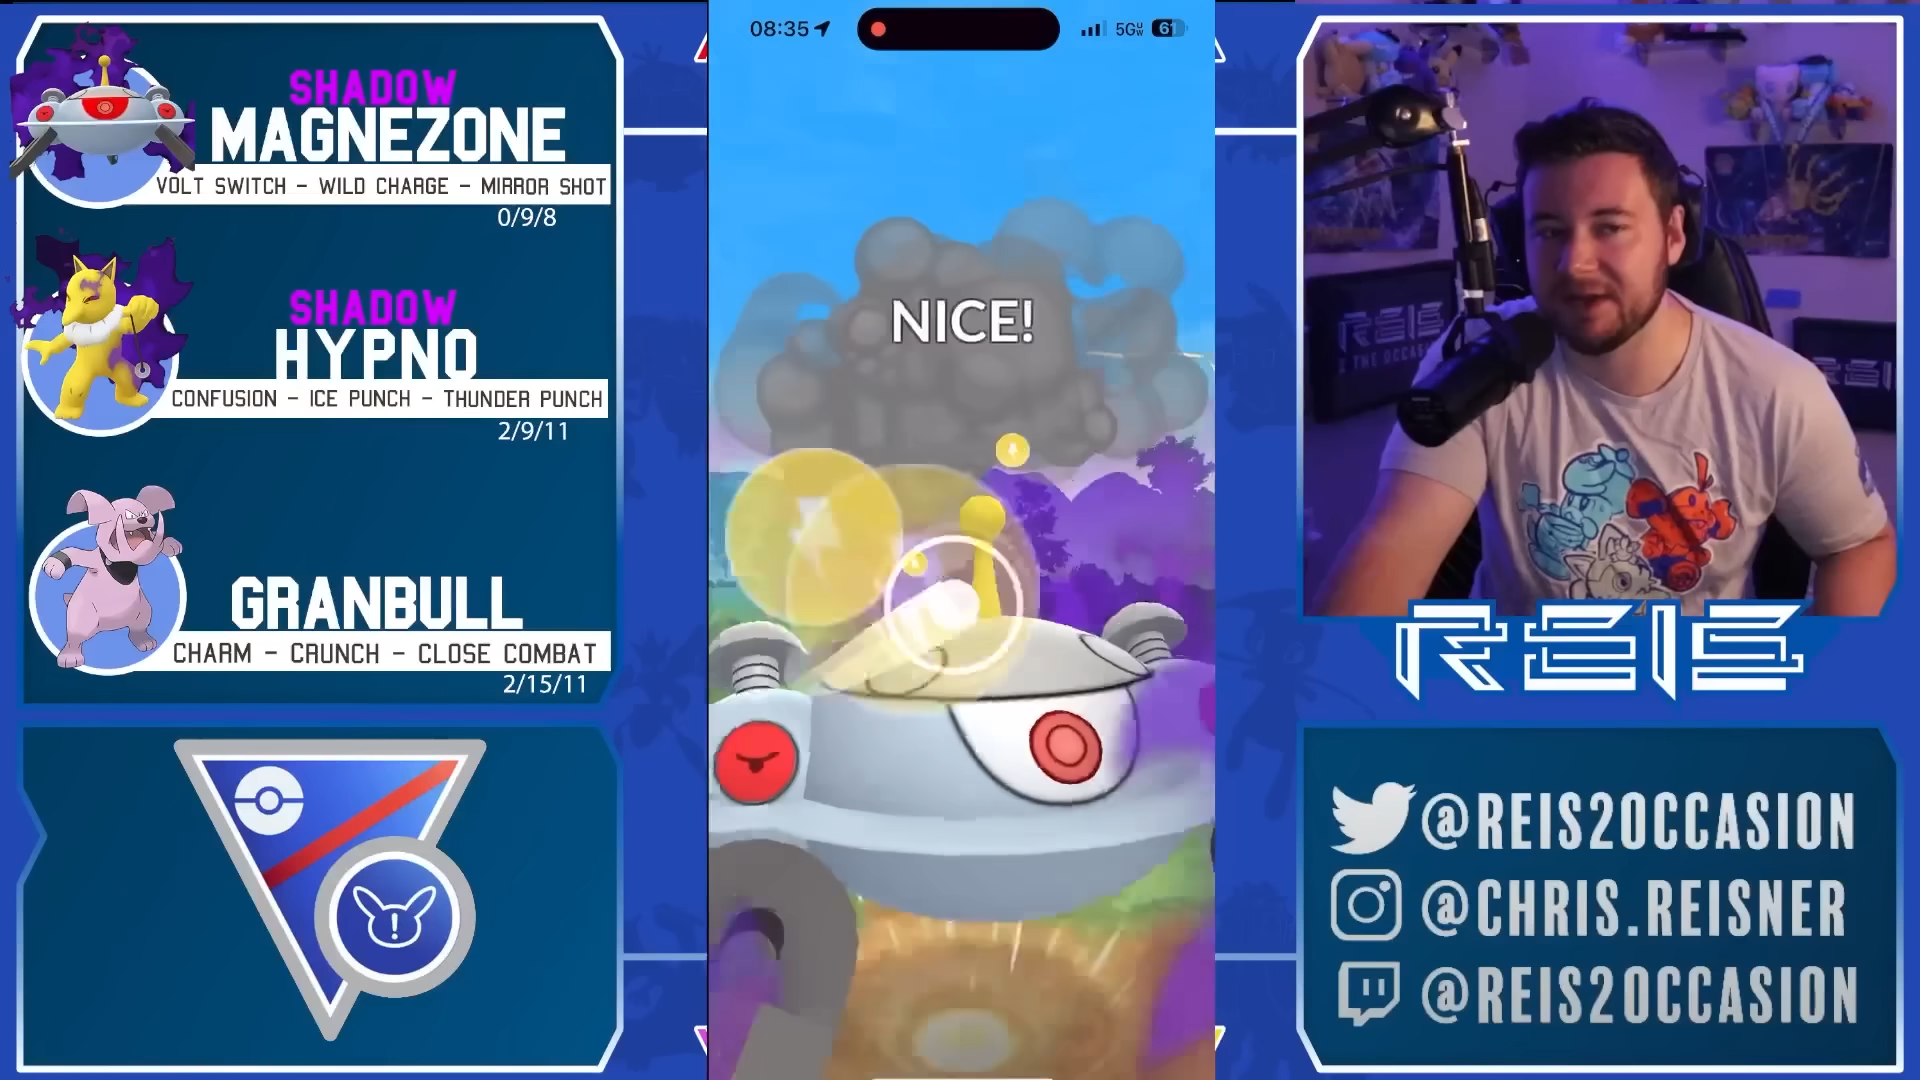 SHADOW
MAGNEZONE
VOLT SWITCH - WILD CHARGE - MIRROR SHOT
0/9/8
SHADOW
HYPNO
CONFUSION - ICE PUNCH - THUNDER PUNCH
2/9/11
GRANBULL
CHARM - CRUNCH - CLOSE COMBAT
2/15/11
08:35
5G
61
NICE!
REIS
REIS
@REIS2OCCASION
@CHRIS.REISNER
@REIS2OCCASION